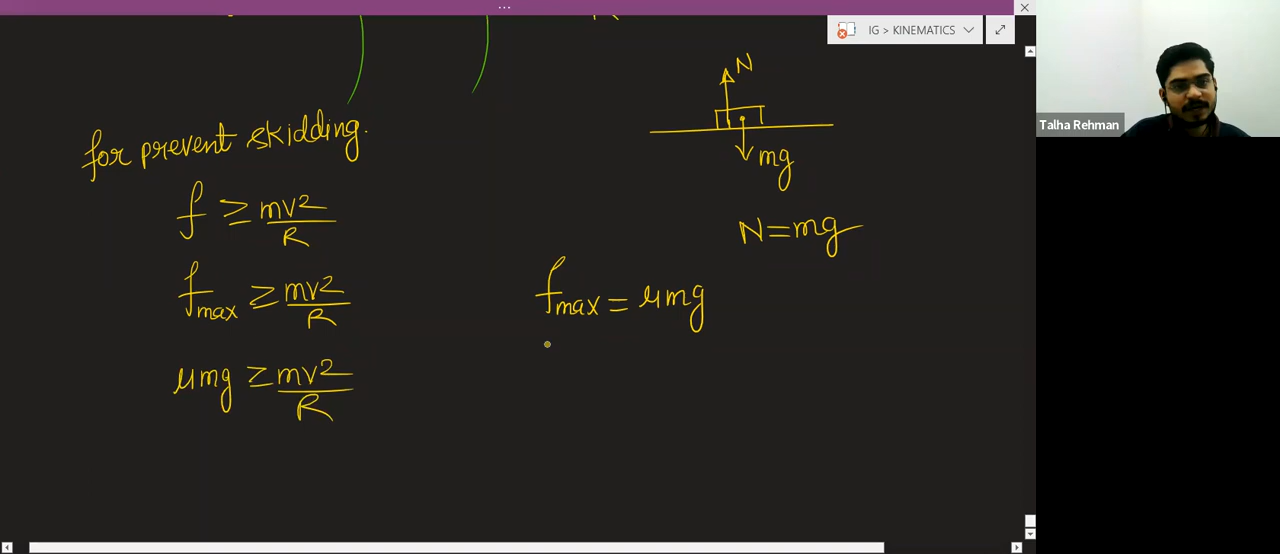 IG > KINEMATICS
Talha Rehman
N
mg
N=mg
for prevent skidding.
f ≥ mv²/R
fmax ≥ mv²/R
fmax = μmg
μmg ≥ mv²/R